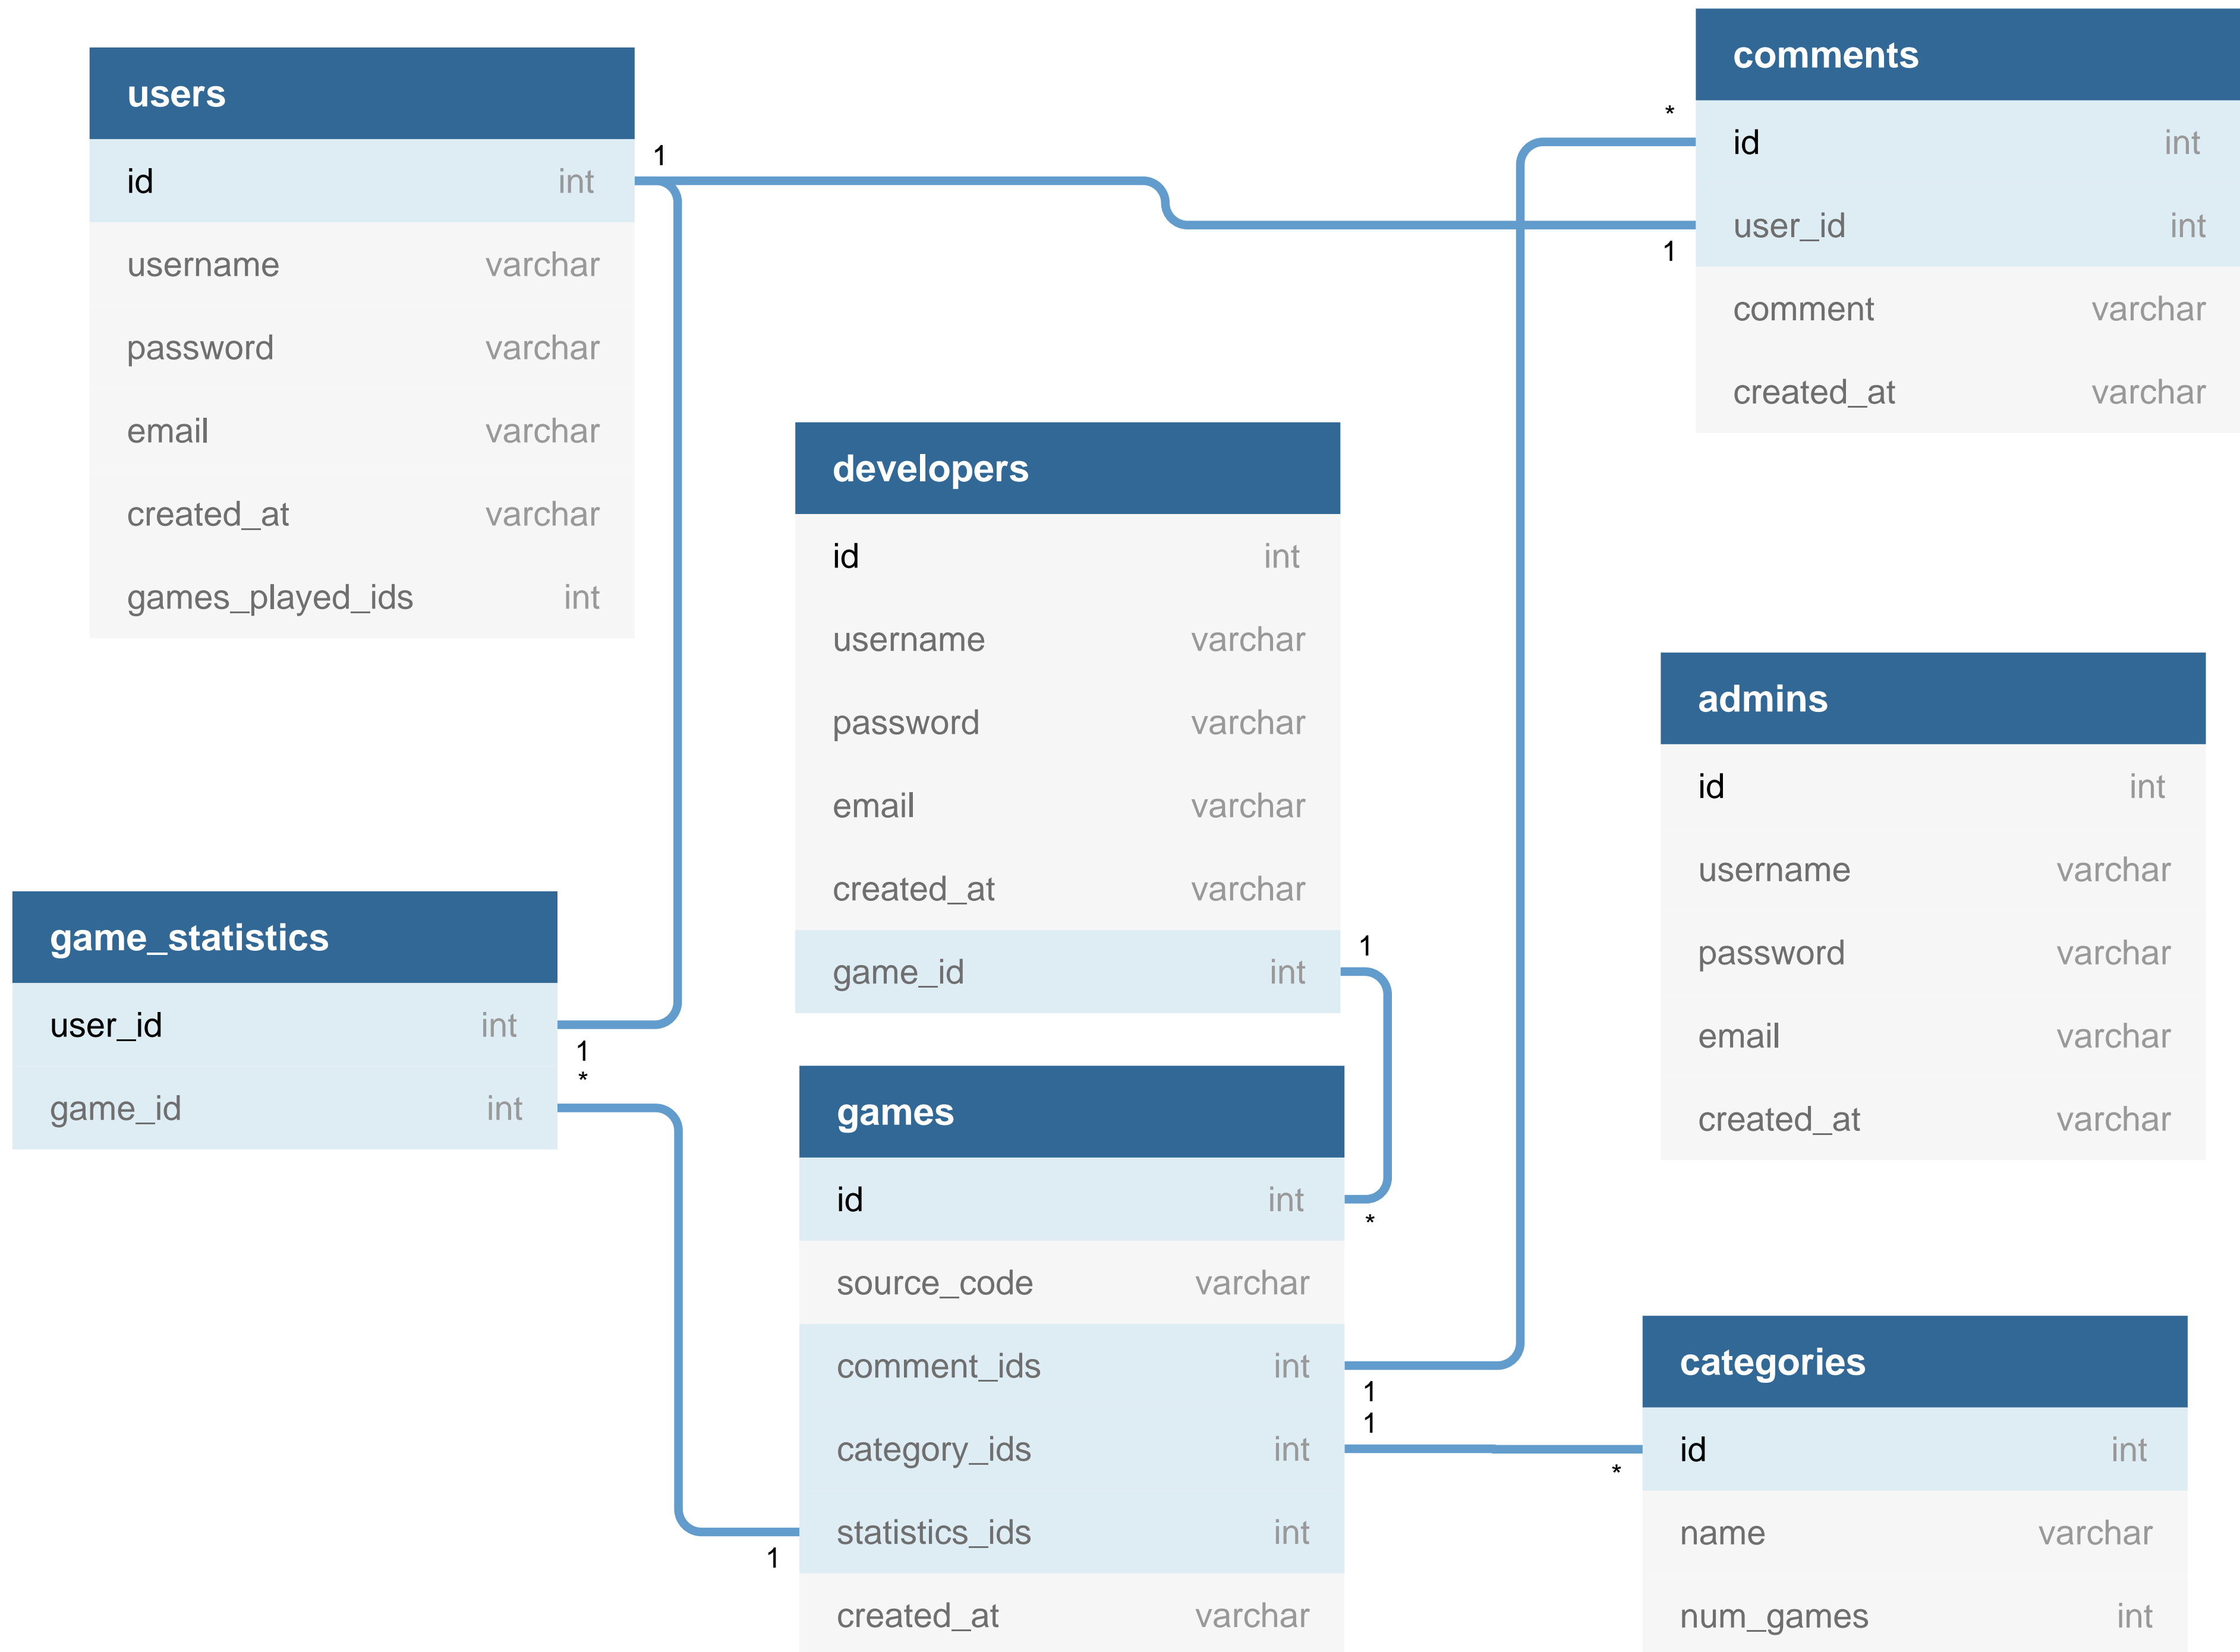 users
id int
username varchar
password varchar
email varchar
created_at varchar
games_played_ids int
1
comments
id int
user_id int
comment varchar
created_at varchar
*
1
developers
id int
username varchar
password varchar
email varchar
created_at varchar
game_id int
1
admins
id int
username varchar
password varchar
email varchar
created_at varchar
game_statistics
user_id int
game_id int
1
*
games
id int
source_code varchar
comment_ids int
category_ids int
statistics_ids int
created_at varchar
*
1
1
1
categories
id int
name varchar
num_games int
*